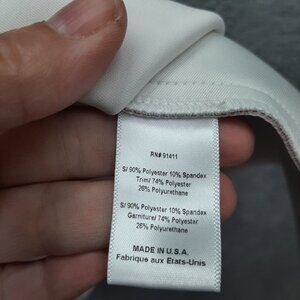 RN# 91411
S/ 90% Polyester 10% Spandex
Trim/ 74% Polyester
26% Polyurethane
S/ 90% Polyester 10% Spandex
Garniture/ 74% Polyester
26% Polyurethane
MADE IN U.S.A.
Fabrique aux États-Unis